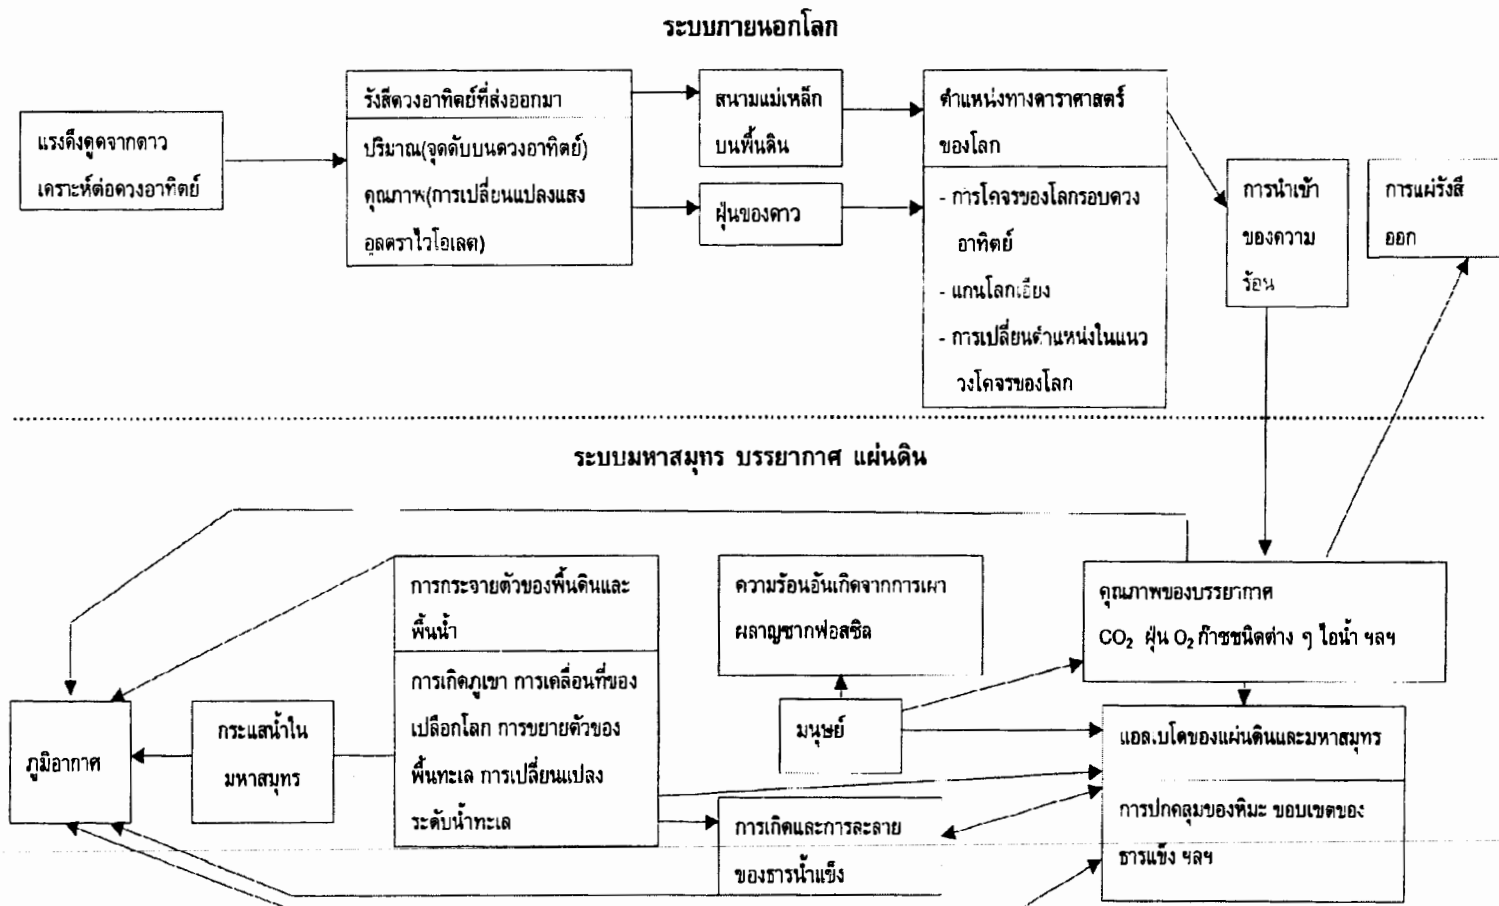 ระบบภายนอกโลก
แรงดึงดูดจากดาว
เคราะห์ต่อดวงอาทิตย์
รังสีดวงอาทิตย์ที่ส่งออกมา
ปริมาณ(จุดดับบนดวงอาทิตย์)
คุณภาพ(การเปลี่ยนแปลงแสง
อุลตราไวโอเลต)
สนามแม่เหล็ก
บนพื้นดิน
ฝุ่นของดาว
ตำแหน่งทางดาราศาสตร์
ของโลก
- การโคจรของโลกรอบดวง
อาทิตย์
- แกนโลกเอียง
- การเปลี่ยนตำแหน่งในแนว
วงโคจรของโลก
การนำเข้า
ของความ
ร้อน
การแผ่รังสี
ออก
ระบบมหาสมุทร บรรยากาศ แผ่นดิน
ภูมิอากาศ
กระแสน้ำใน
มหาสมุทร
การกระจายตัวของพื้นดินและ
พื้นน้ำ
การเกิดภูเขา การเคลื่อนที่ของ
เปลือกโลก การขยายตัวของ
พื้นทะเล การเปลี่ยนแปลง
ระดับน้ำทะเล
ความร้อนอันเกิดจากการเผา
ผลาญซากฟอสซิล
มนุษย์
การเกิดและการละลาย
ของธารน้ำแข็ง
คุณภาพของบรรยากาศ
CO₂ ฝุ่น O₂ ก๊าซชนิดต่าง ๆ ไอน้ำ ฯลฯ
แอลเบโดของแผ่นดินและมหาสมุทร
การปกคลุมของหิมะ ขอบเขตของ
ธารแข็ง ฯลฯ